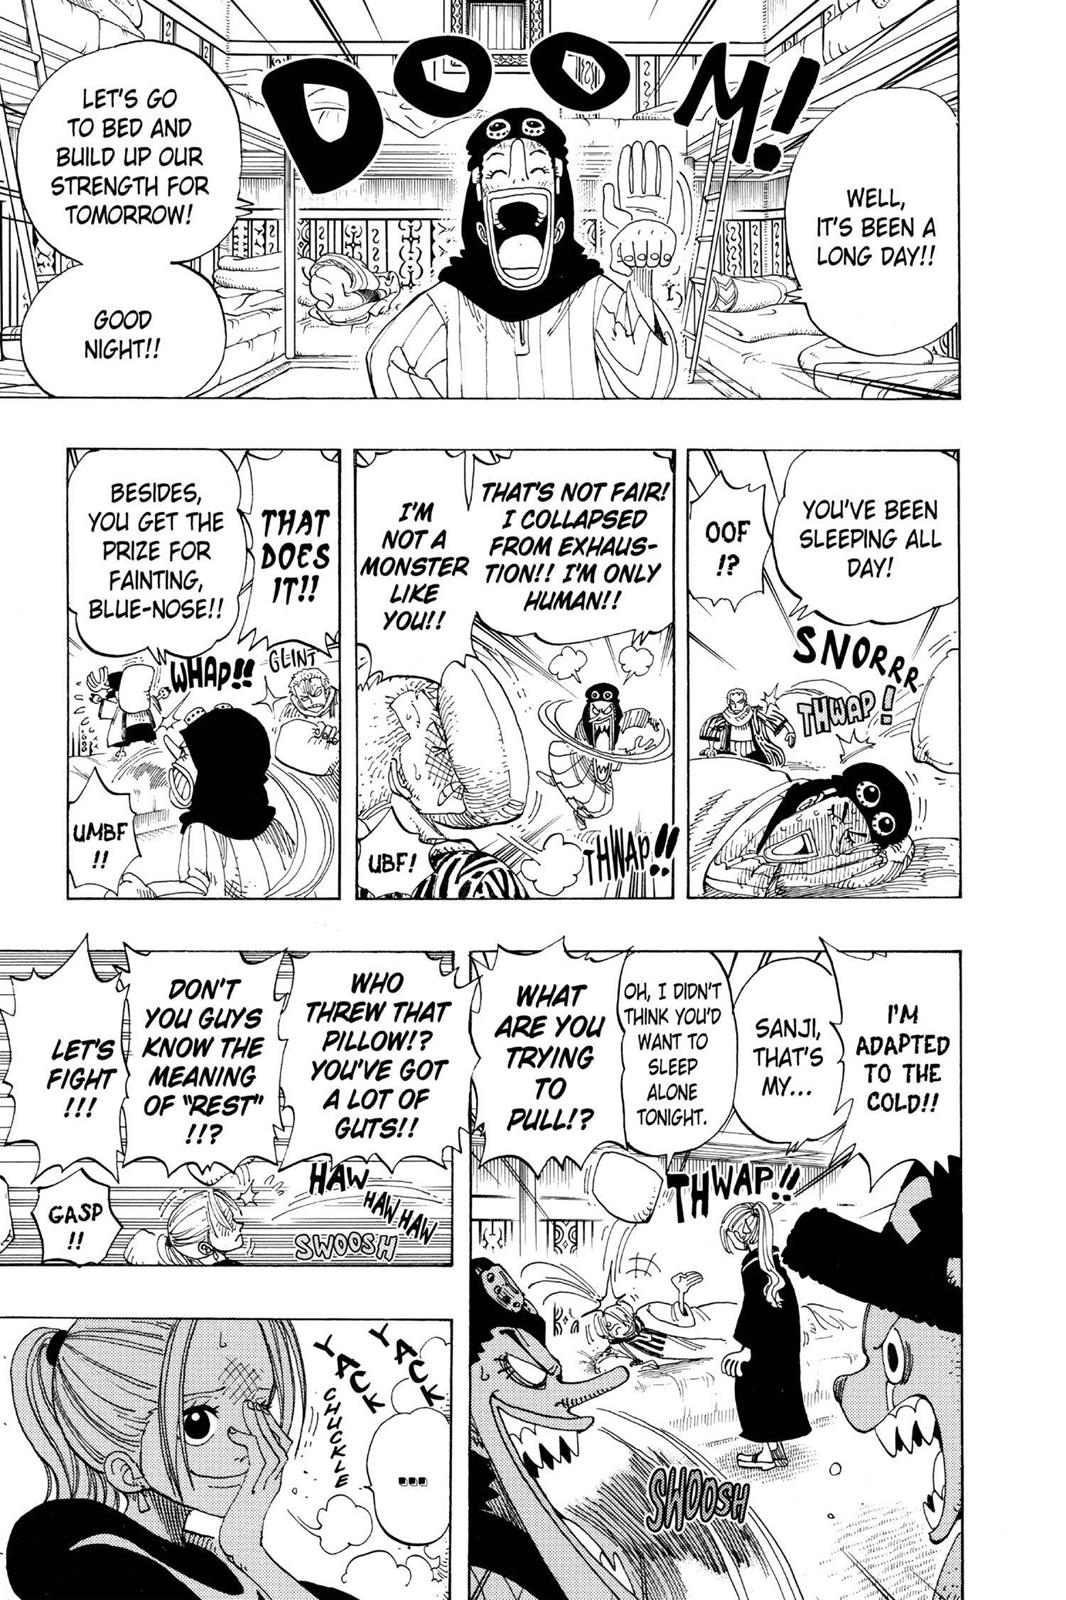 DOOM!
WELL,
IT'S BEEN A
LONG DAY!!
LET'S GO
TO BED AND
BUILD UP OUR
STRENGTH FOR
TOMORROW!
GOOD
NIGHT!!
YOU'VE BEEN
SLEEPING ALL
DAY!
OOF
!?
SNORRR
THWAP!
THAT'S NOT FAIR!
I COLLAPSED
FROM EXHAUS-
TION!! I'M ONLY
HUMAN!!
I'M
NOT A
MONSTER
LIKE
YOU!!
THWAP!!
UBF!
THAT
DOES
IT!!
BESIDES,
YOU GET THE
PRIZE FOR
FAINTING,
BLUE-NOSE!!
GLINT
WHAP!!
UMBF
!!
I'M
ADAPTED
TO THE
COLD!!
SANJI,
THAT'S
MY...
OH, I DIDN'T
THINK YOU'D
WANT TO
SLEEP
ALONE
TONIGHT.
WHAT
ARE YOU
TRYING
TO
PULL!?
THWAP!!
SWOOSH
WHO
THREW THAT
PILLOW!?
YOU'VE GOT
A LOT OF
GUTS!!
DON'T
YOU GUYS
KNOW THE
MEANING
OF "REST"
!!?
LET'S
FIGHT
!!!
HAW
HAW HAW
SWOOSH
GASP
!!
YACK
YACK
CHUCKLE
...